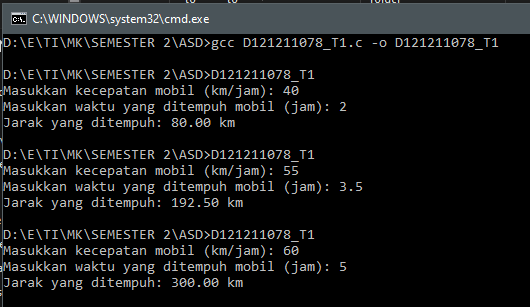 C:\WINDOWS\system32\cmd.exe
D:\E\TI\MK\SEMESTER 2\ASD>gcc D121211078_T1.c -o D121211078_T1
D:\E\TI\MK\SEMESTER 2\ASD>D121211078_T1
Masukkan kecepatan mobil (km/jam): 40
Masukkan waktu yang ditempuh mobil (jam): 2
Jarak yang ditempuh: 80.00 km
D:\E\TI\MK\SEMESTER 2\ASD>D121211078_T1
Masukkan kecepatan mobil (km/jam): 55
Masukkan waktu yang ditempuh mobil (jam): 3.5
Jarak yang ditempuh: 192.50 km
D:\E\TI\MK\SEMESTER 2\ASD>D121211078_T1
Masukkan kecepatan mobil (km/jam): 60
Masukkan waktu yang ditempuh mobil (jam): 5
Jarak yang ditempuh: 300.00 km